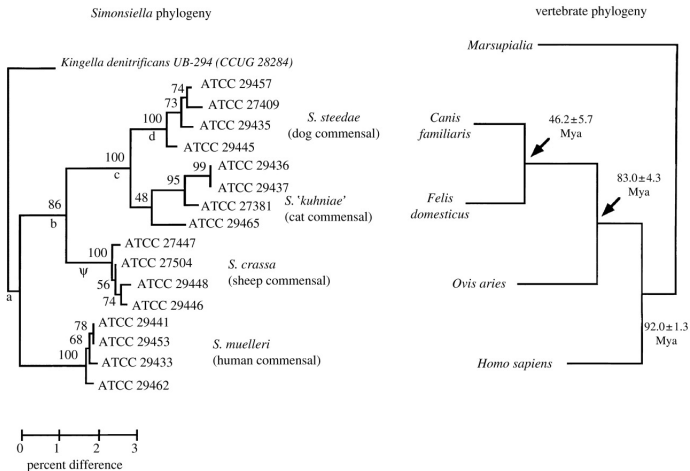 Simonsiella phylogeny
Kingella denitrificans UB-294 (CCUG 28284)
74
ATCC 29457
73
ATCC 27409
100
ATCC 29435
d
ATCC 29445
S. steedae
(dog commensal)
100
c
99
ATCC 29436
95
ATCC 29437
48
ATCC 27381
ATCC 29465
S. 'kuhniae'
(cat commensal)
86
b
100
ATCC 27447
ψ
ATCC 27504
56
ATCC 29448
74
ATCC 29446
S. crassa
(sheep commensal)
a
78
ATCC 29441
68
ATCC 29453
100
ATCC 29433
ATCC 29462
S. muelleri
(human commensal)
0 1 2 3
percent difference
vertebrate phylogeny
Marsupialia
Canis
familiaris
46.2±5.7
Mya
83.0±4.3
Mya
Felis
domesticus
Ovis aries
92.0±1.3
Mya
Homo sapiens